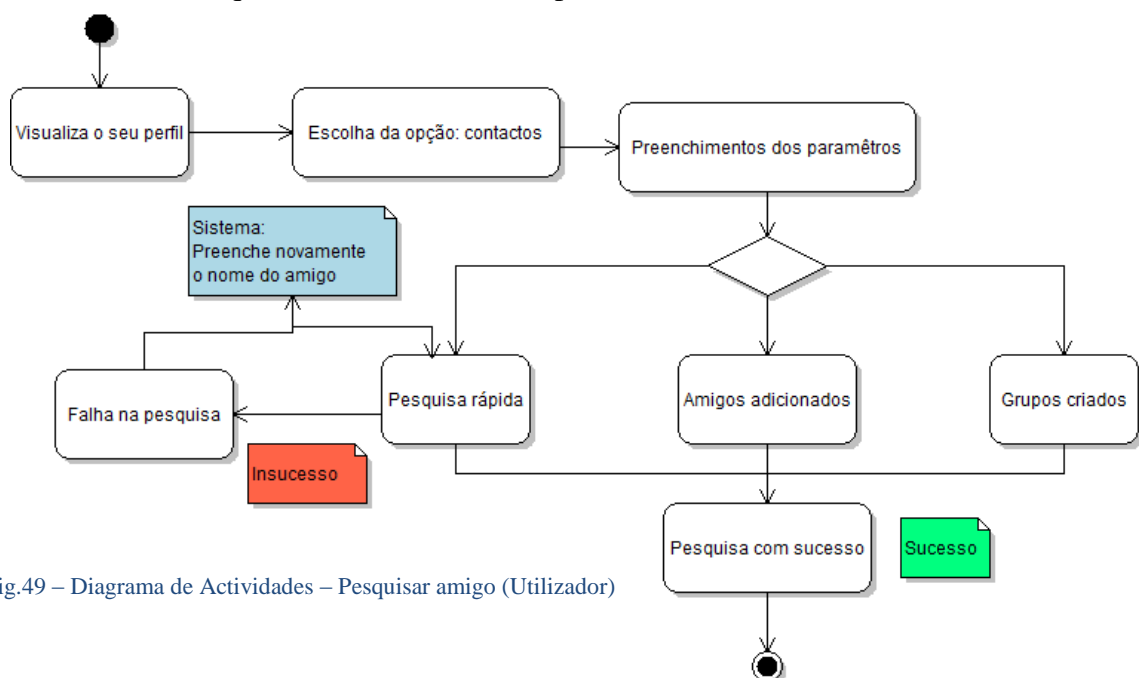 Visualiza o seu perfil
Escolha da opção: contactos
Preenchimentos dos paramêtros
Sistema:
Preenche novamente
o nome do amigo
Falha na pesquisa
Pesquisa rápida
Amigos adicionados
Grupos criados
Insucesso
Pesquisa com sucesso
Sucesso
ig.49 – Diagrama de Actividades – Pesquisar amigo (Utilizador)